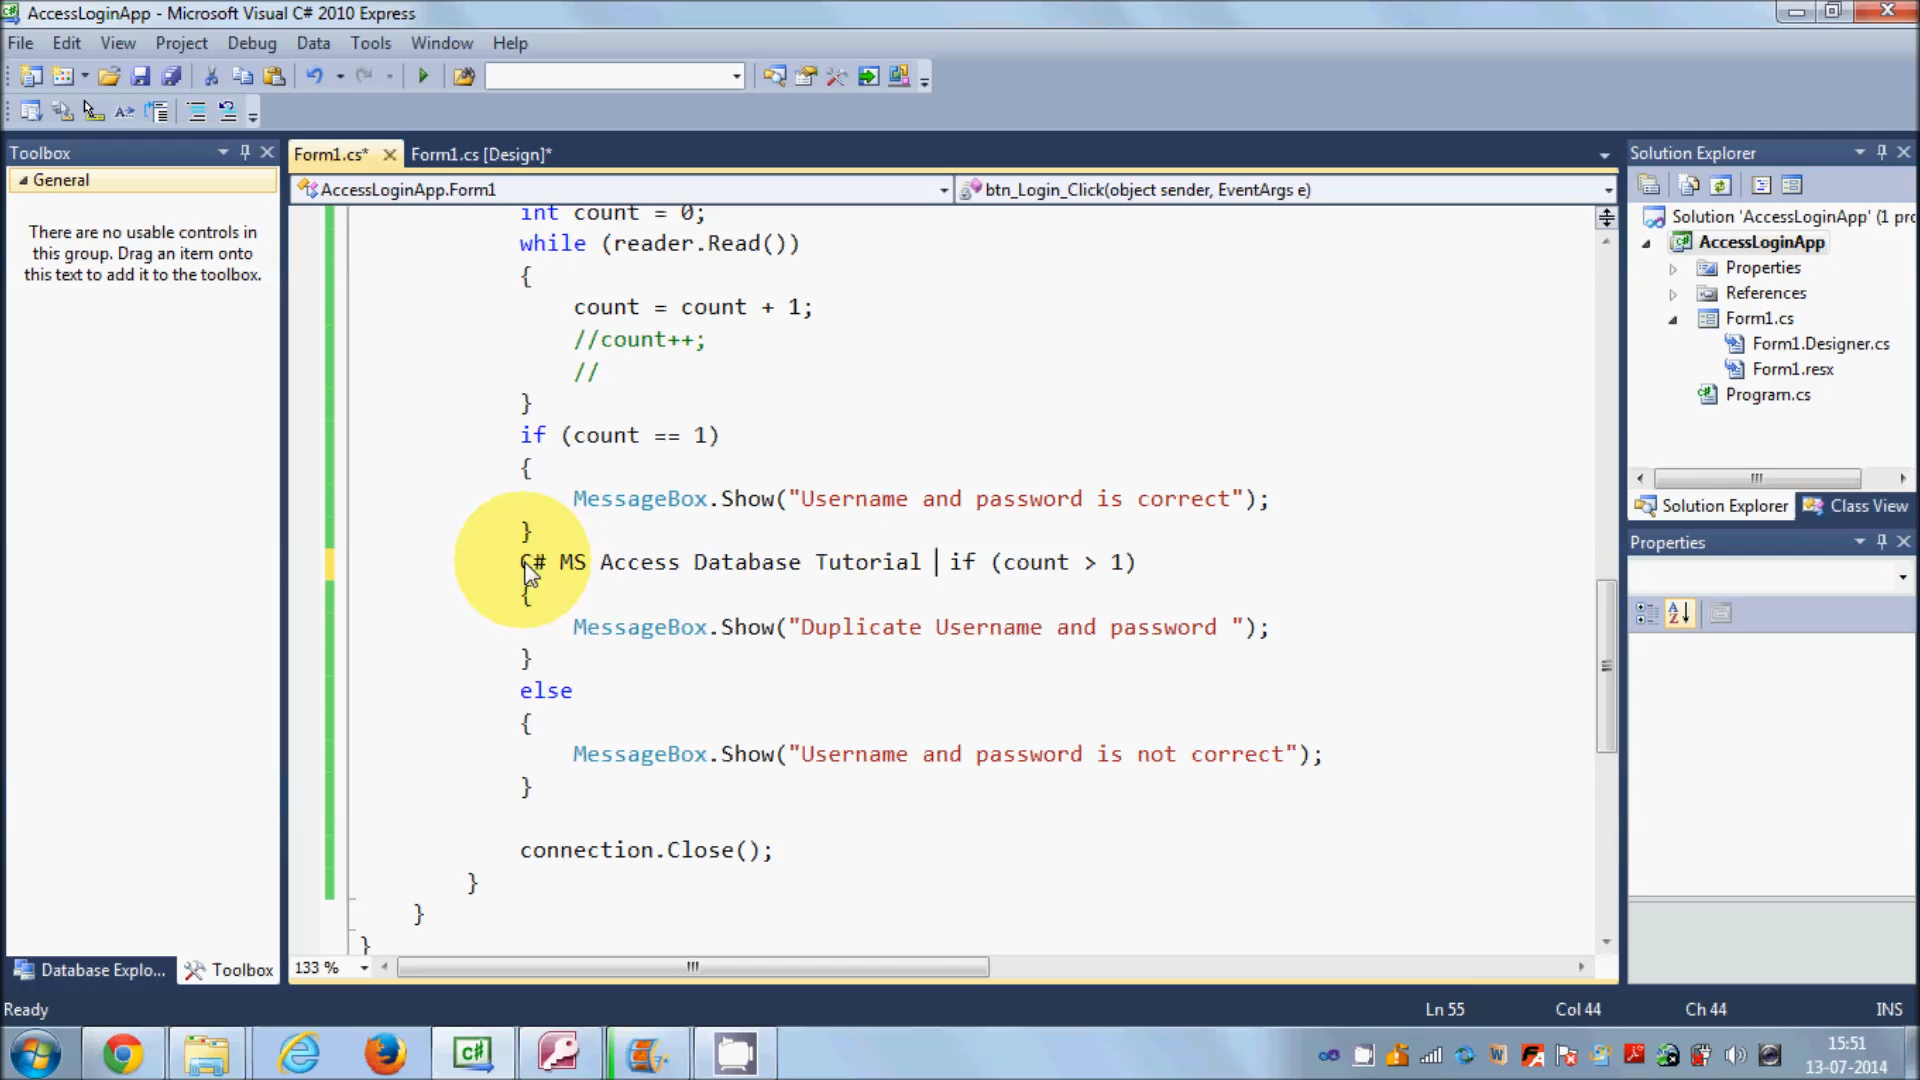 AccessLoginApp - Microsoft Visual C# 2010 Express
File Edit View Project Debug Data Tools Window Help
Toolbox
General
There are no usable controls in
this group. Drag an item onto
this text to add it to the toolbox.
Database Explo... Toolbox
Form1.cs* Form1.cs [Design]*
AccessLoginApp.Form1 btn_Login_Click(object sender, EventArgs e)
int count = 0;
while (reader.Read())
{
count = count + 1;
//count++;
//
}
if (count == 1)
{
MessageBox.Show("Username and password is correct");
}
C# MS Access Database Tutorial if (count > 1)
{
MessageBox.Show("Duplicate Username and password ");
}
else
{
MessageBox.Show("Username and password is not correct");
}
connection.Close();
}
}
}
133 %
Solution Explorer
Solution 'AccessLoginApp' (1 pro
AccessLoginApp
Properties
References
Form1.cs
Form1.Designer.cs
Form1.resx
Program.cs
Solution Explorer Class View
Properties
Ready Ln 55 Col 44 Ch 44 INS
15:51
13-07-2014